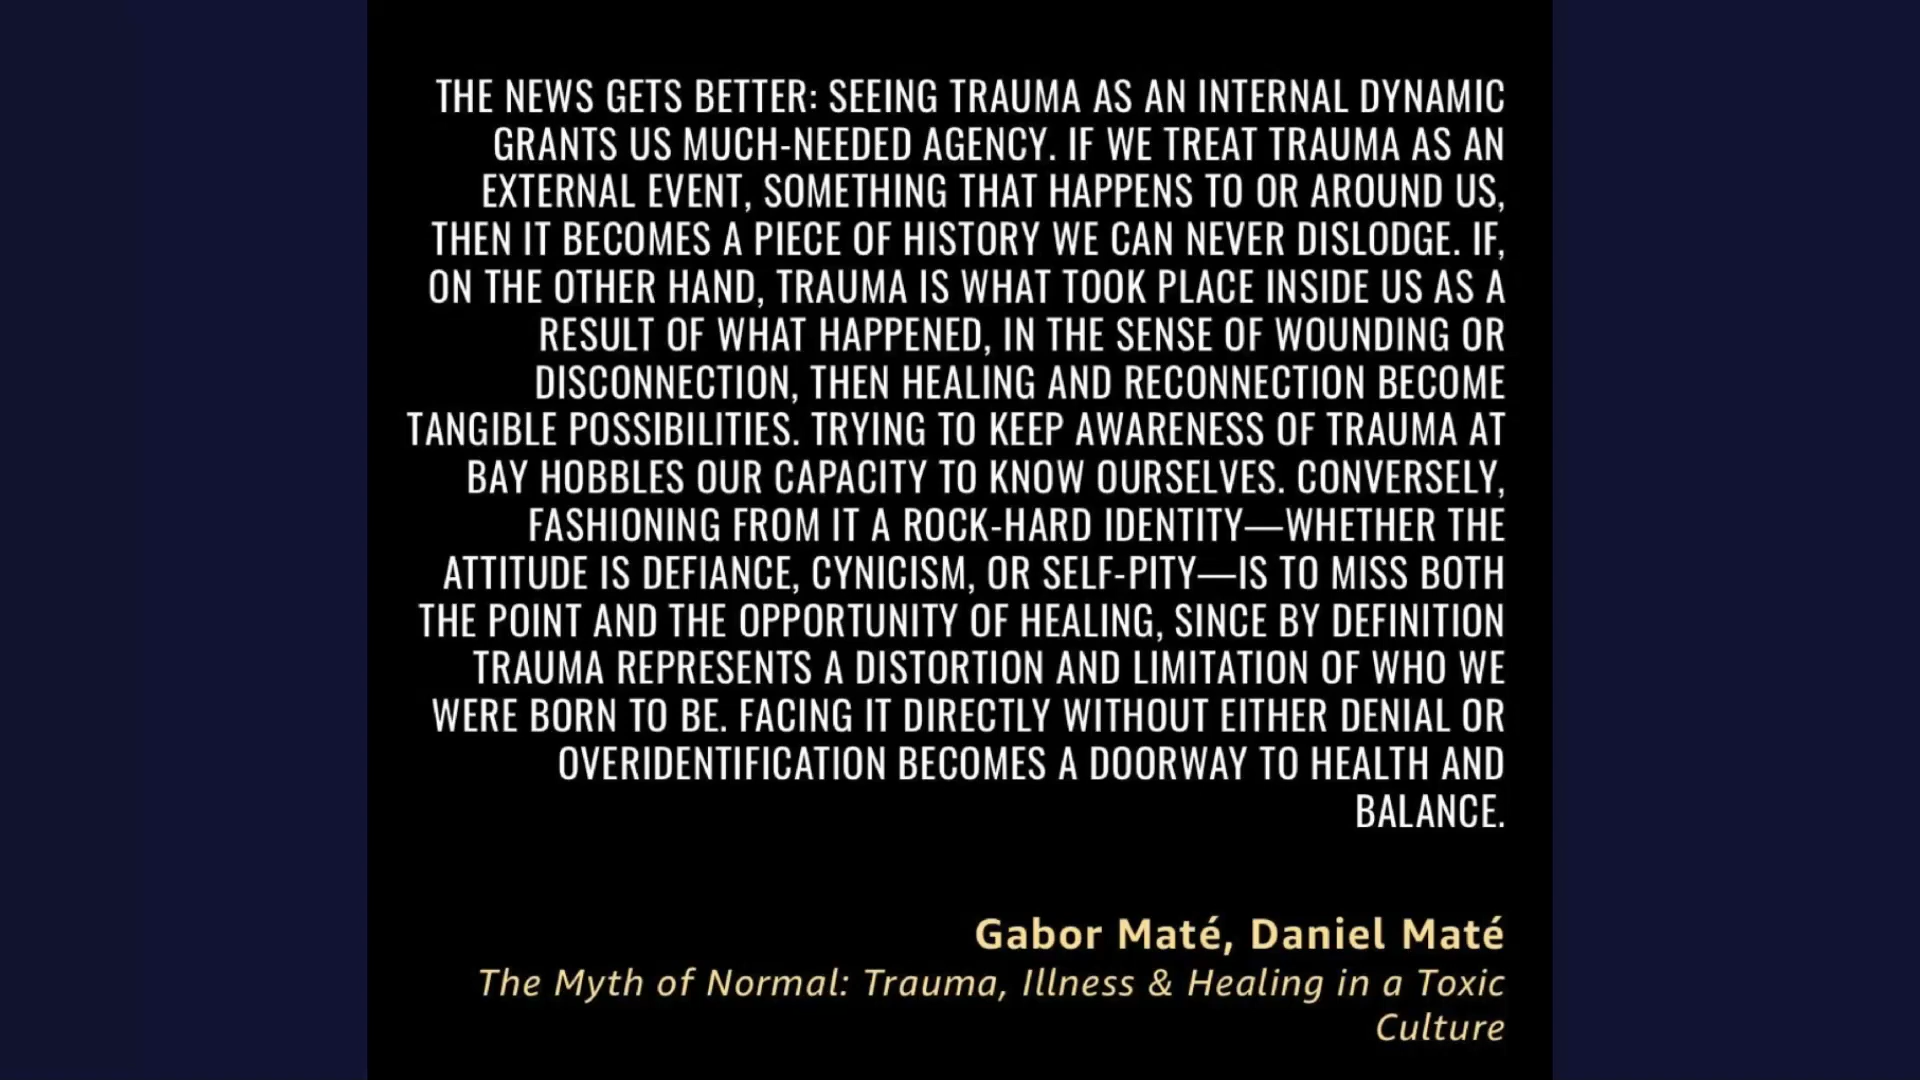 THE NEWS GETS BETTER: SEEING TRAUMA AS AN INTERNAL DYNAMIC
GRANTS US MUCH-NEEDED AGENCY. IF WE TREAT TRAUMA AS AN
EXTERNAL EVENT, SOMETHING THAT HAPPENS TO OR AROUND US,
THEN IT BECOMES A PIECE OF HISTORY WE CAN NEVER DISLODGE. IF,
ON THE OTHER HAND, TRAUMA IS WHAT TOOK PLACE INSIDE US AS A
RESULT OF WHAT HAPPENED, IN THE SENSE OF WOUNDING OR
DISCONNECTION, THEN HEALING AND RECONNECTION BECOME
TANGIBLE POSSIBILITIES. TRYING TO KEEP AWARENESS OF TRAUMA AT
BAY HOBBLES OUR CAPACITY TO KNOW OURSELVES. CONVERSELY,
FASHIONING FROM IT A ROCK-HARD IDENTITY—WHETHER THE
ATTITUDE IS DEFIANCE, CYNICISM, OR SELF-PITY—IS TO MISS BOTH
THE POINT AND THE OPPORTUNITY OF HEALING, SINCE BY DEFINITION
TRAUMA REPRESENTS A DISTORTION AND LIMITATION OF WHO WE
WERE BORN TO BE. FACING IT DIRECTLY WITHOUT EITHER DENIAL OR
OVERIDENTIFICATION BECOMES A DOORWAY TO HEALTH AND
BALANCE.
Gabor Maté, Daniel Maté
The Myth of Normal: Trauma, Illness & Healing in a Toxic
Culture